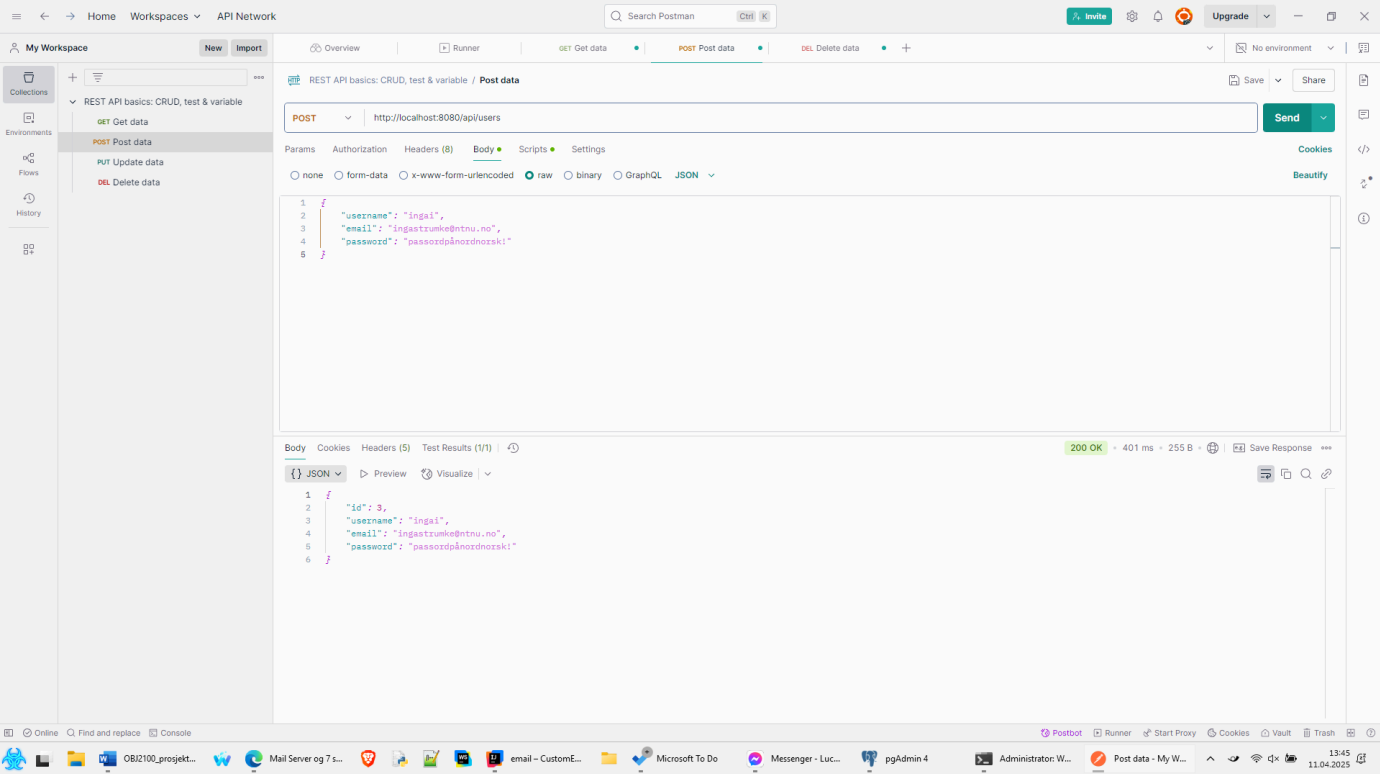 Home Workspaces API Network
Search Postman Ctrl K
Invite Upgrade
My Workspace New Import
Overview Runner GET Get data POST Post data DEL Delete data No environment
Collections
Environments
Flows
History
REST API basics: CRUD, test & variable
GET Get data
POST Post data
PUT Update data
DEL Delete data
HTTP REST API basics: CRUD, test & variable / Post data Save Share
POST http://localhost:8080/api/users Send
Params Authorization Headers (8) Body Scripts Settings Cookies
none form-data x-www-form-urlencoded raw binary GraphQL JSON Beautify
1 {
2 "username": "ingai",
3 "email": "ingastrumke@ntnu.no",
4 "password": "passordpånordnorsk!"
5 }
Body Cookies Headers (5) Test Results (1/1) 200 OK • 401 ms • 255 B • Save Response
{} JSON Preview Visualize
1 {
2 "id": 3,
3 "username": "ingai",
4 "email": "ingastrumke@ntnu.no",
5 "password": "passordpånordnorsk!"
6 }
Online Find and replace Console Postbot Runner Start Proxy Cookies Vault Trash
OBJ2100_prosjekt... Mail Server og 7 s... email – CustomE... Microsoft To Do Messenger - Luc... pgAdmin 4 Administrator: W... Post data - My W...
13:45
11.04.2025